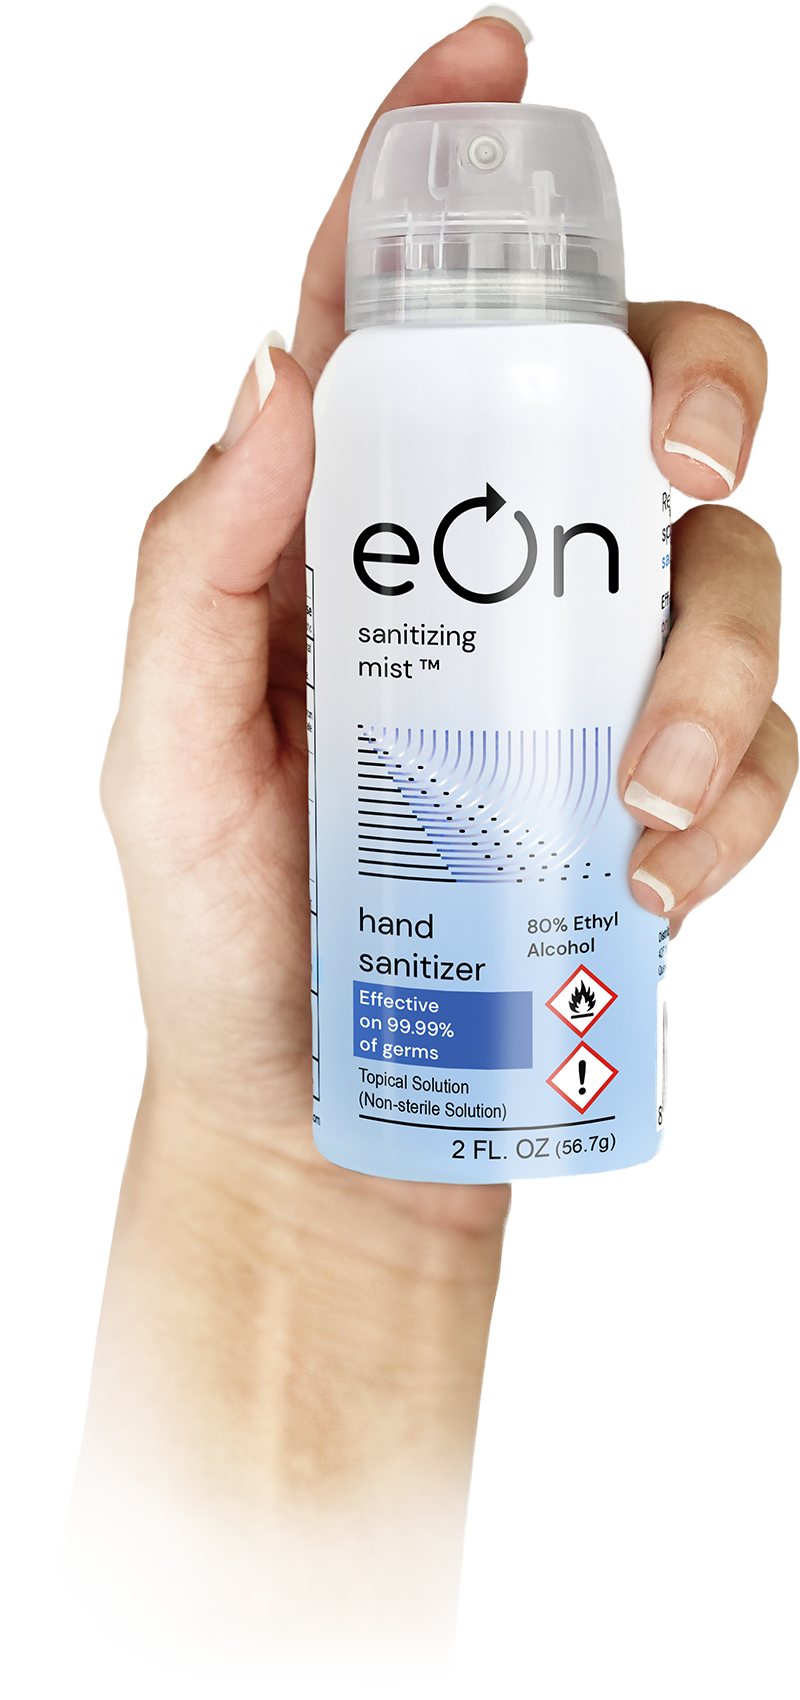 eOn
sanitizing
mist ™
hand
sanitizer
80% Ethyl
Alcohol
Effective
on 99.99%
of germs
Topical Solution
(Non-sterile Solution)
2 FL. OZ (56.7g)